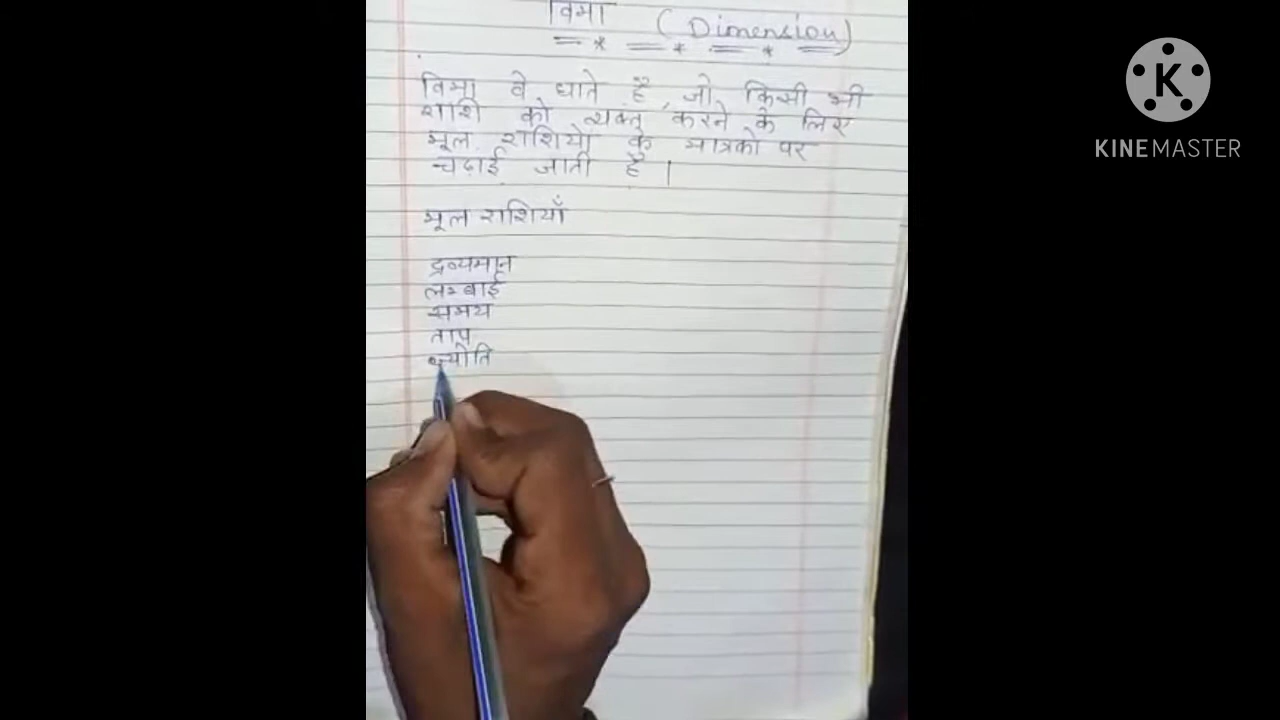 विमा (Dimension)
विमा वे घाते है, जो किसी भी
राशि को व्यक्त करने के लिए
मूल राशियो के मात्रको पर
चढ़ाई जाती है ।
मूल राशियाँ
द्रव्यमान
लम्बाई
समय
ताप
ज्योति
K
KINEMASTER